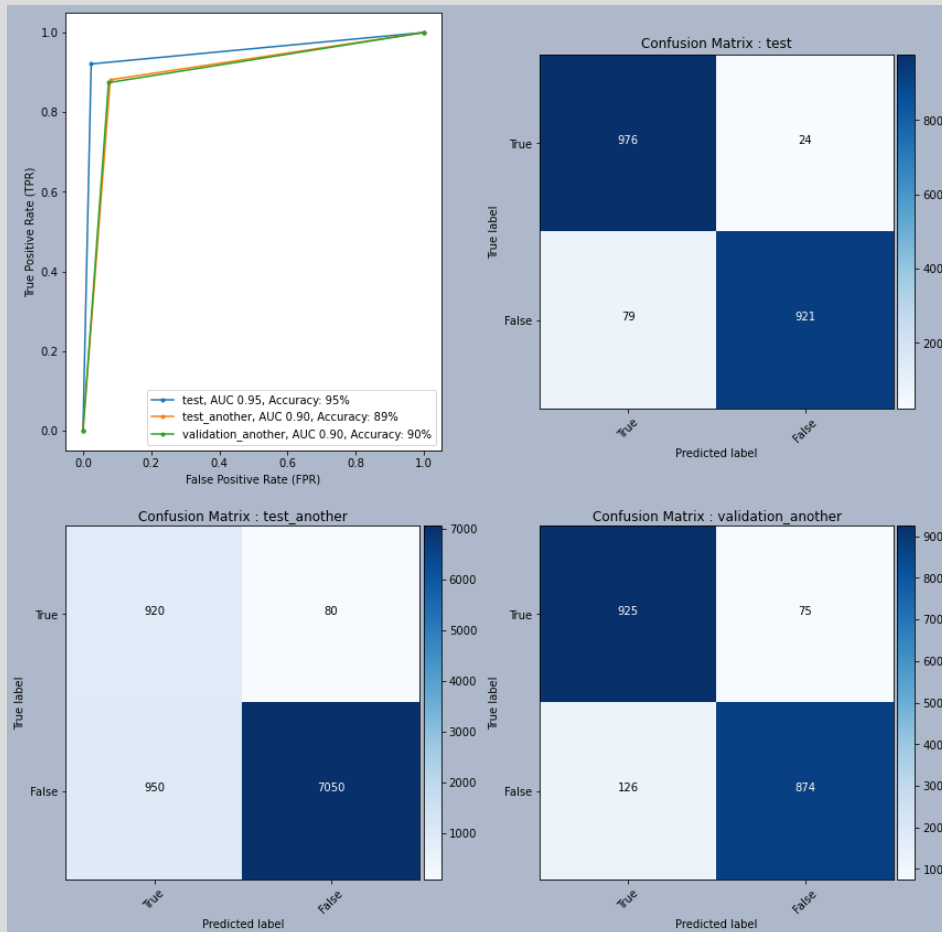 1.0
0.8
0.6
0.4
0.2
0.0
True Positive Rate (TPR)
test, AUC 0.95, Accuracy: 95%
test_another, AUC 0.90, Accuracy: 89%
validation_another, AUC 0.90, Accuracy: 90%
0.0 0.2 0.4 0.6 0.8 1.0
False Positive Rate (FPR)
Confusion Matrix : test
True 976 24
False 79 921
True label
True False
Predicted label
800
600
400
200
Confusion Matrix : test_another
True 920 80
False 950 7050
True label
True False
Predicted label
7000
6000
5000
4000
3000
2000
1000
Confusion Matrix : validation_another
True 925 75
False 126 874
True label
True False
Predicted label
900
800
700
600
500
400
300
200
100